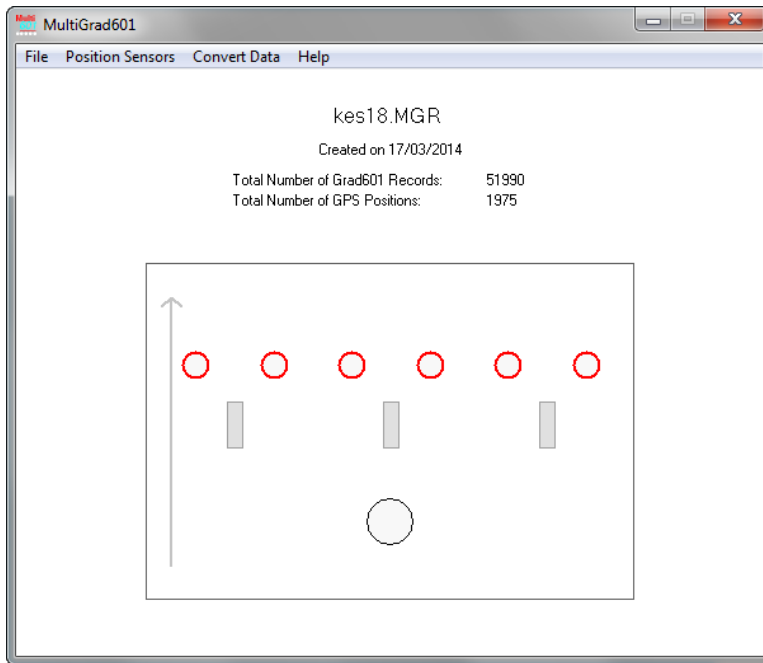 MultiGrad601
File Position Sensors Convert Data Help
kes18.MGR
Created on 17/03/2014
Total Number of Grad601 Records: 51990
Total Number of GPS Positions: 1975